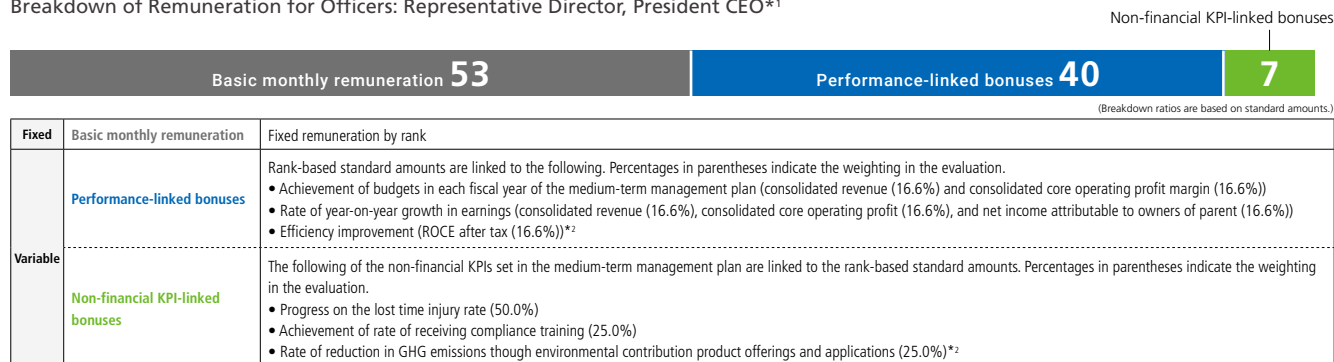 Breakdown of Remuneration for Officers: Representative Director, President CEO*1
Non-financial KPI-linked bonuses
Basic monthly remuneration 53
Performance-linked bonuses 40
7
(Breakdown ratios are based on standard amounts.)
Fixed
Basic monthly remuneration
Fixed remuneration by rank
Variable
Performance-linked bonuses
Rank-based standard amounts are linked to the following. Percentages in parentheses indicate the weighting in the evaluation.
• Achievement of budgets in each fiscal year of the medium-term management plan (consolidated revenue (16.6%) and consolidated core operating profit margin (16.6%))
• Rate of year-on-year growth in earnings (consolidated revenue (16.6%), consolidated core operating profit (16.6%), and net income attributable to owners of parent (16.6%))
• Efficiency improvement (ROCE after tax (16.6%))*2
Non-financial KPI-linked
bonuses
The following of the non-financial KPIs set in the medium-term management plan are linked to the rank-based standard amounts. Percentages in parentheses indicate the weighting
in the evaluation.
• Progress on the lost time injury rate (50.0%)
• Achievement of rate of receiving compliance training (25.0%)
• Rate of reduction in GHG emissions though environmental contribution product offerings and applications (25.0%)*2